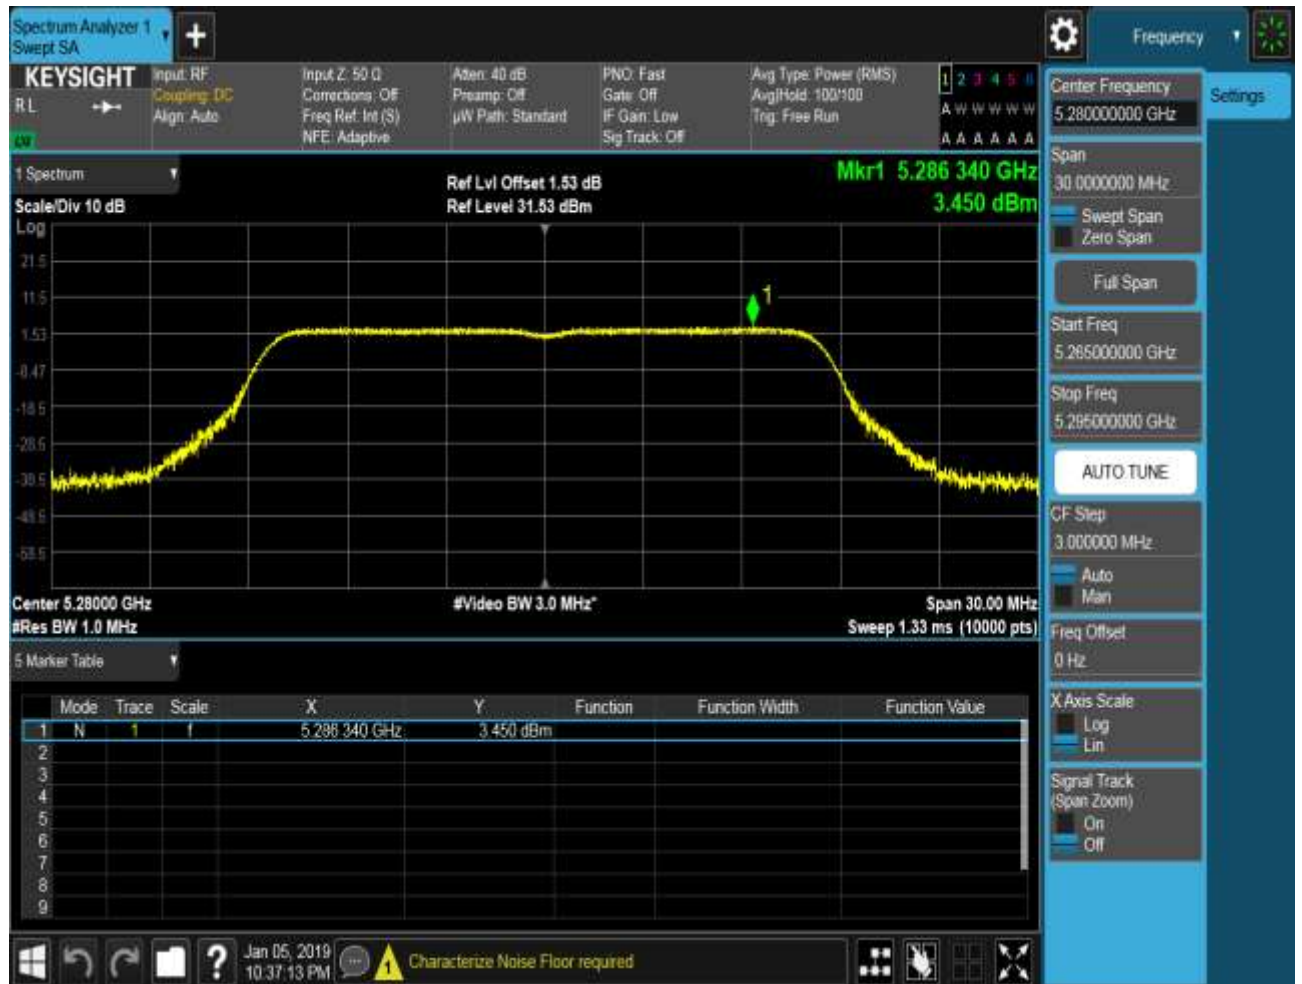 Spectrum Analyzer 1
Swept SA
+
Frequency
KEYSIGHT
RL
Input: RF
Coupling: DC
Align: Auto
Input Z: 50 Ω
Corrections: Off
Freq Ref: Int (S)
NFE: Adaptive
Atten: 40 dB
Preamp: Off
µW Path: Standard
PNO: Fast
Gate: Off
IF Gain: Low
Sig Track: Off
Avg Type: Power (RMS)
Avg|Hold: 100/100
Trig: Free Run
1 2 3 4 5 6
A W W W W W
A A A A A A
1 Spectrum
Scale/Div 10 dB
Log
Ref Lvl Offset 1.53 dB
Ref Level 31.53 dBm
Mkr1 5.286 340 GHz
3.450 dBm
21.5
11.5
1.53
-8.47
-18.5
-28.5
-38.5
-48.5
-58.5
1
Center 5.28000 GHz
#Res BW 1.0 MHz
#Video BW 3.0 MHz*
Span 30.00 MHz
Sweep 1.33 ms (10000 pts)
5 Marker Table
Mode Trace Scale X Y Function Function Width Function Value
1 N 1 f 5.286 340 GHz 3.450 dBm
2
3
4
5
6
7
8
9
Center Frequency
5.280000000 GHz
Settings
Span
30.0000000 MHz
Swept Span
Zero Span
Full Span
Start Freq
5.265000000 GHz
Stop Freq
5.295000000 GHz
AUTO TUNE
CF Step
3.000000 MHz
Auto
Man
Freq Offset
0 Hz
X Axis Scale
Log
Lin
Signal Track
(Span Zoom)
On
Off
?
Jan 05, 2019
10:37:13 PM
1
Characterize Noise Floor required